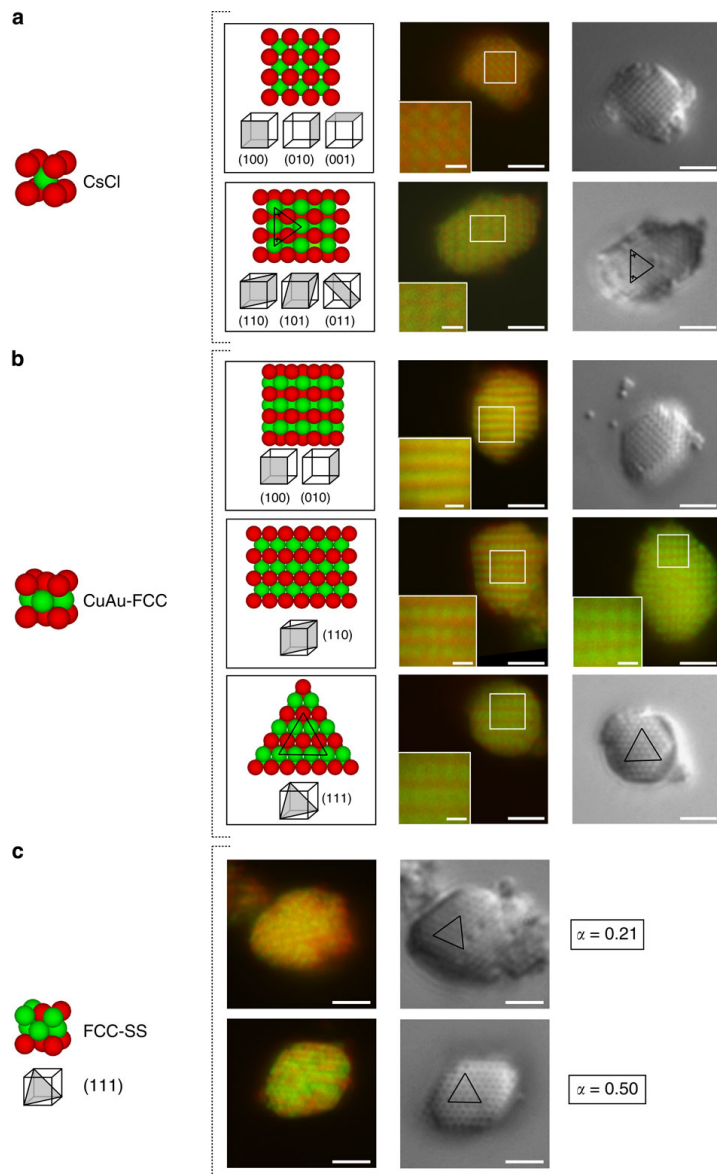 a
CsCl
(100) (010) (001)
(110) (101) (011)
b
CuAu-FCC
(100) (010)
(110)
(111)
c
FCC-SS
(111)
α = 0.21
α = 0.50